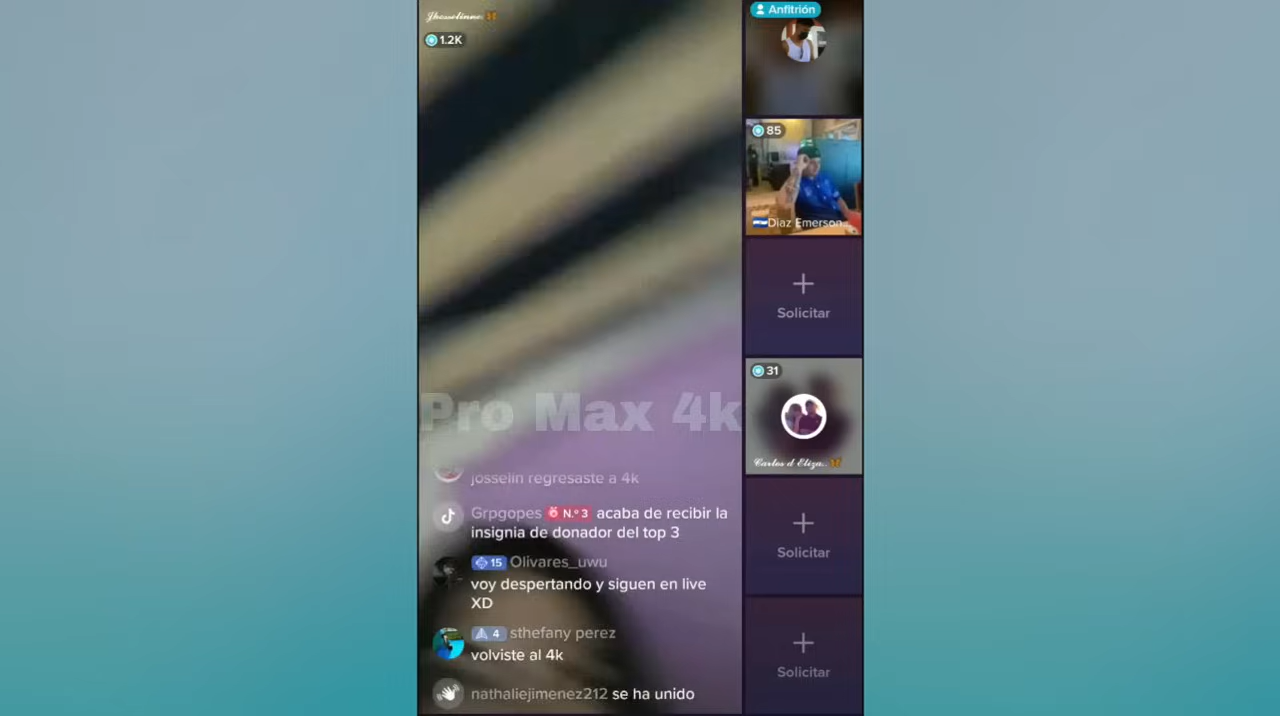 Jhosselinne
1.2K
Anfitrión
85
Díaz Emerson...
Solicitar
31
Carlos d Eliza..
Solicitar
Solicitar
Pro Max 4k
josselin regresaste a 4k
Grpgopes N.º 3 acaba de recibir la
insignia de donador del top 3
15 Olivares_uwu
voy despertando y siguen en live
XD
4 sthefany perez
volviste al 4k
nathaliejimenez212 se ha unido